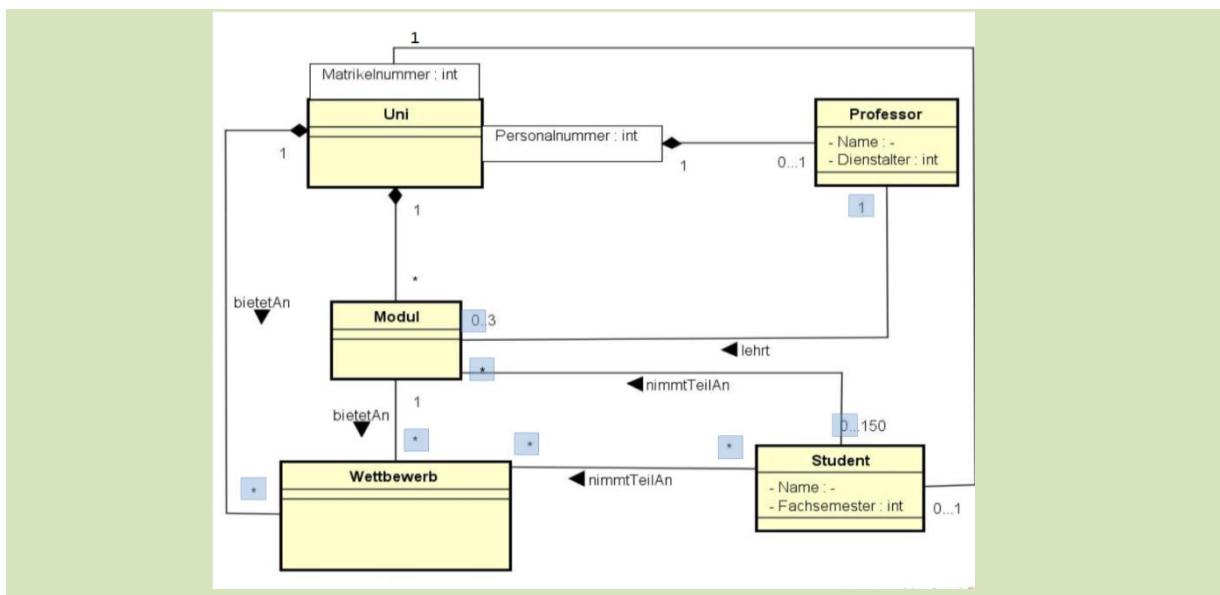 1
Matrikelnummer : int
Uni
Personalnummer : int
Professor
- Name : -
- Dienstalter : int
1
1
0...1
1
1
*
bietetAn
Modul
0..3
lehrt
*
nimmtTeilAn
1
bietetAn
0...150
*
*
*
Student
Wettbewerb
nimmtTeilAn
- Name : -
*
- Fachsemester : int
0...1